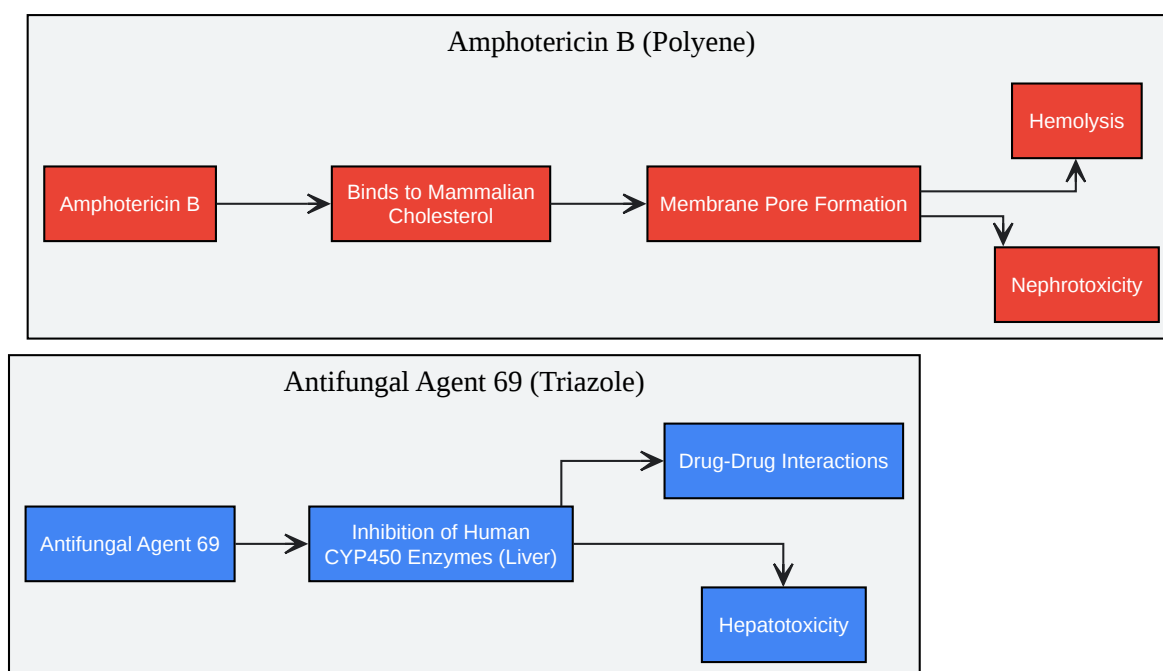 Amphotericin B (Polyene)
Hemolysis
Amphotericin B
Binds to Mammalian
Cholesterol
Membrane Pore Formation
Nephrotoxicity
Antifungal Agent 69 (Triazole)
Drug-Drug Interactions
Antifungal Agent 69
Inhibition of Human
CYP450 Enzymes (Liver)
Hepatotoxicity